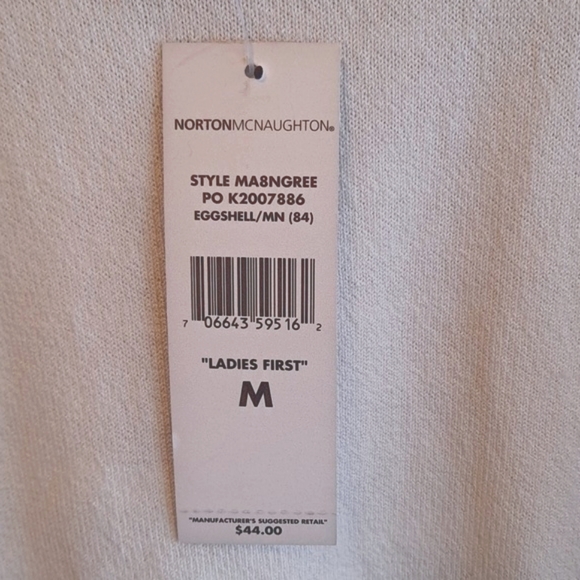 NORTONMCNAUGHTON®
STYLE MA8NGREE
PO K2007886
EGGSHELL/MN (84)
7 06643 59516 2
"LADIES FIRST"
M
"MANUFACTURER'S SUGGESTED RETAIL"
$44.00